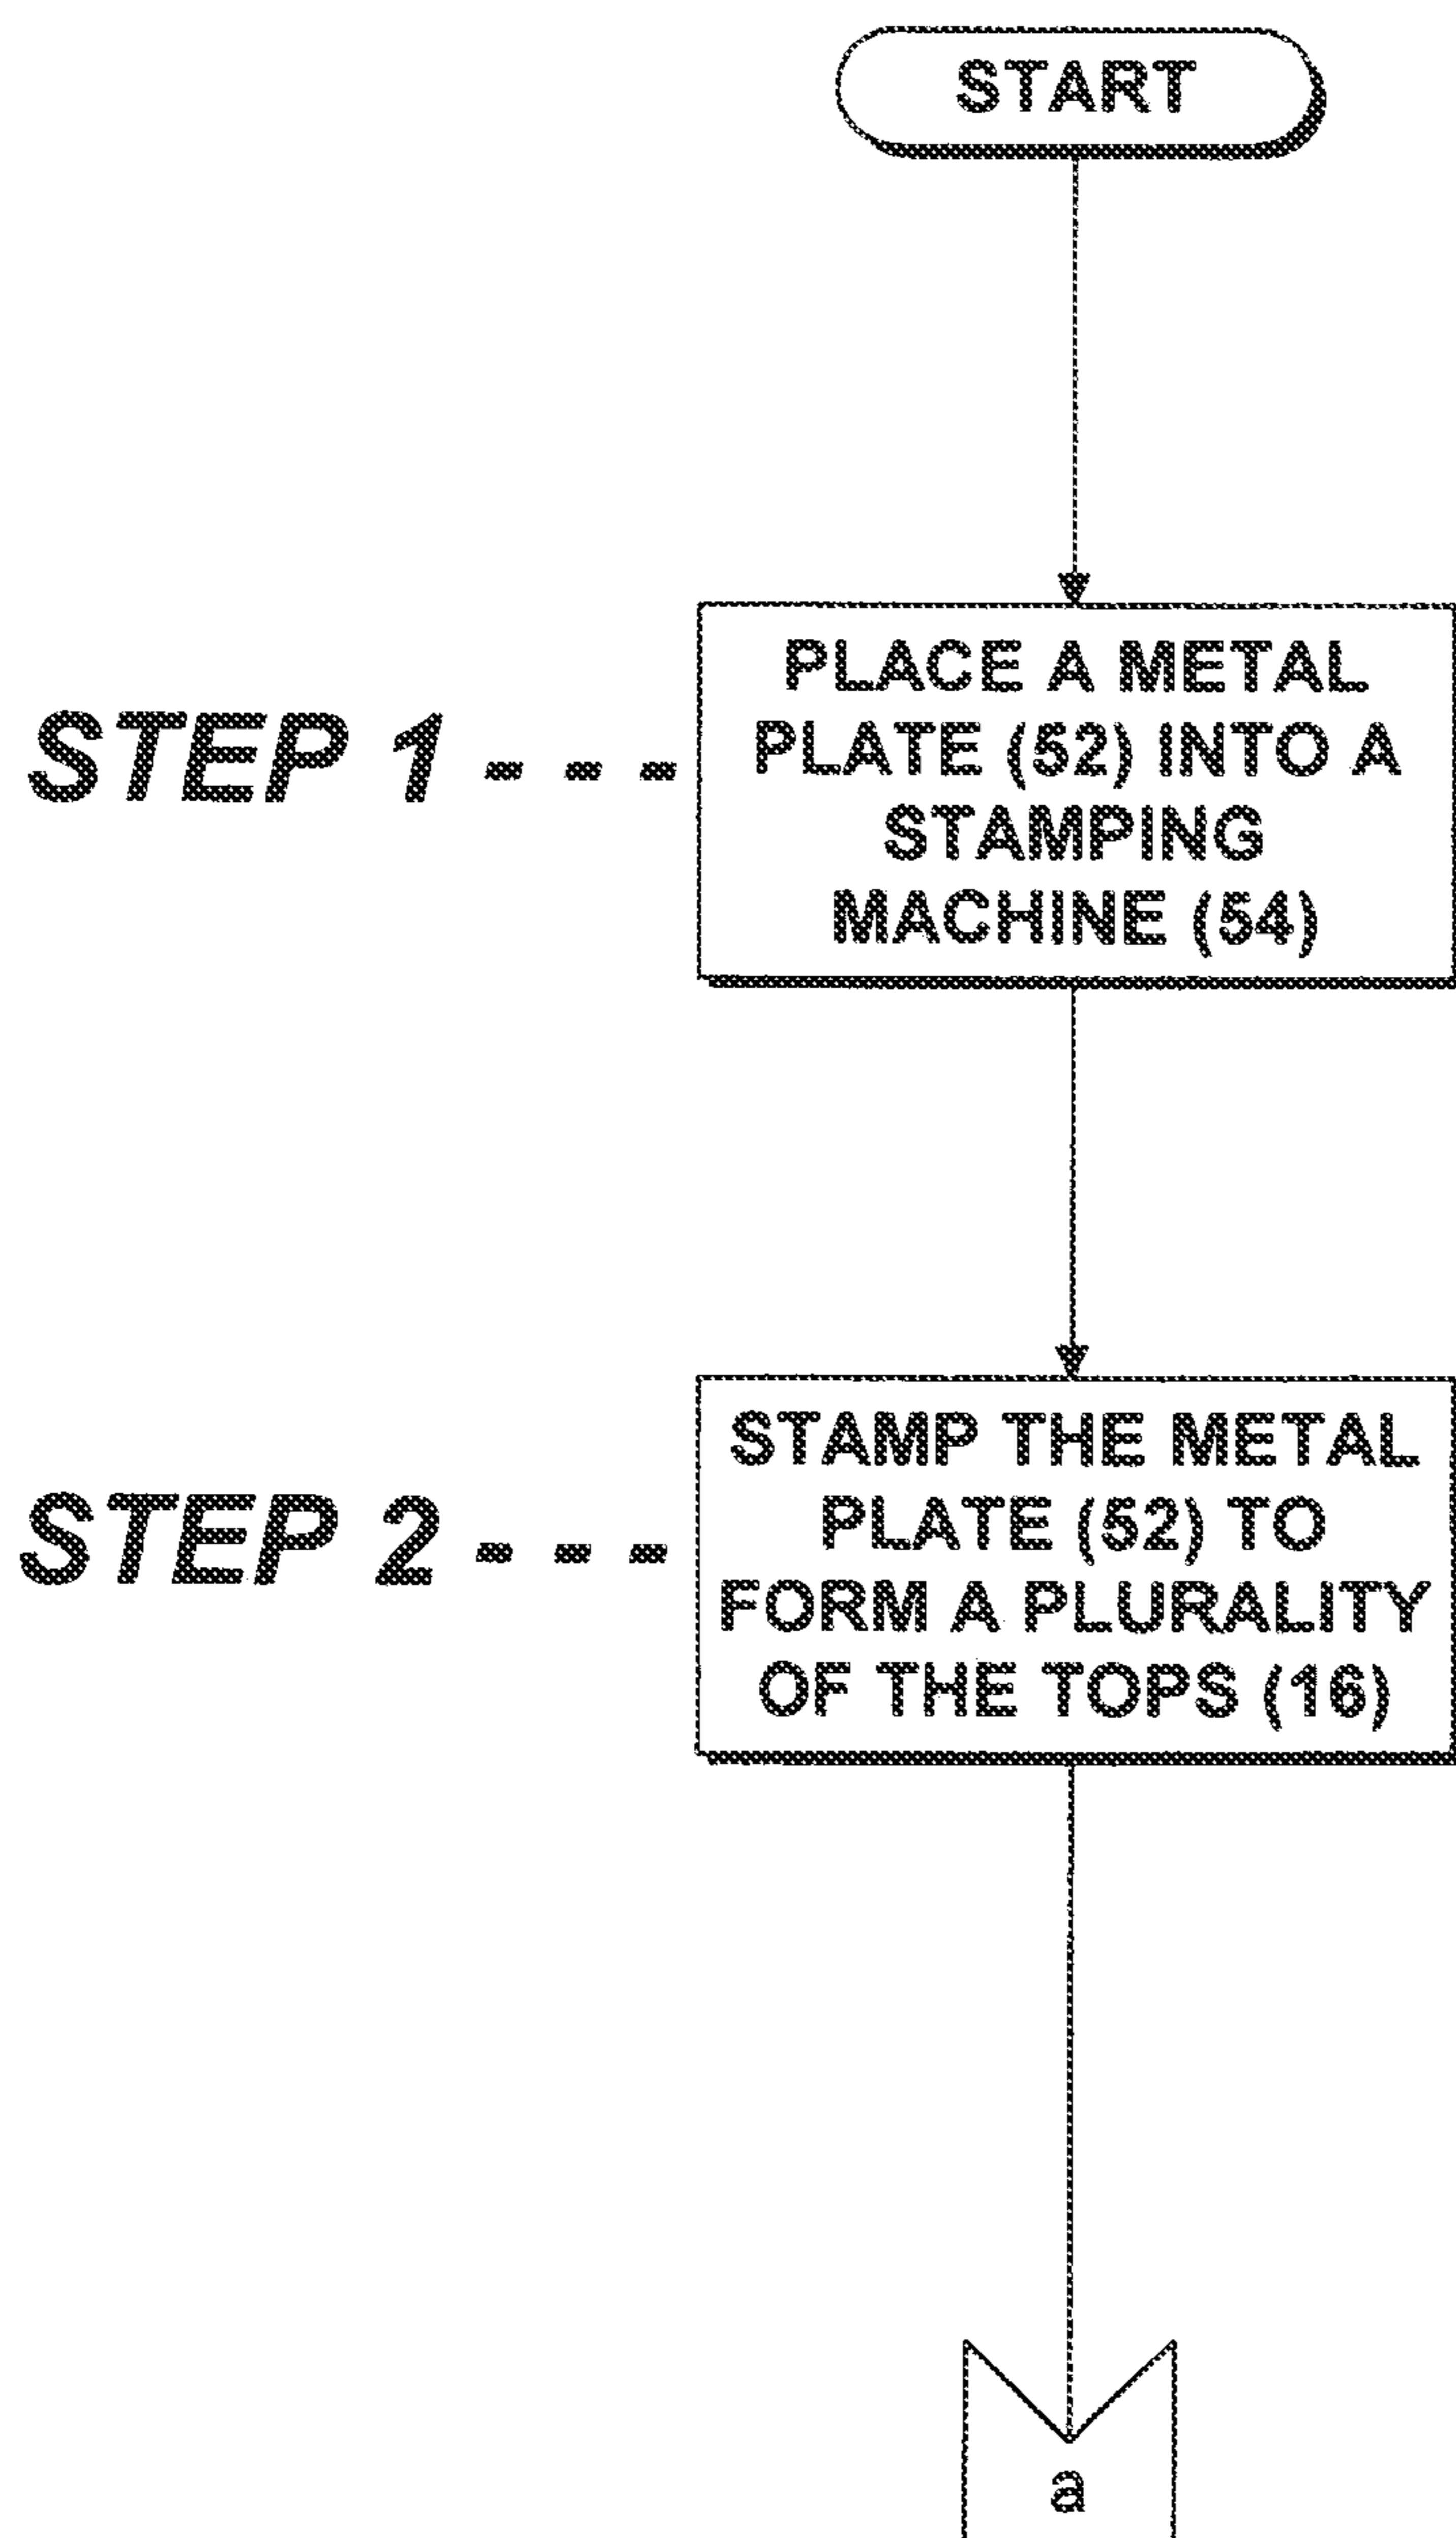 START
STEP 1 - - -
PLACE A METAL
PLATE (52) INTO A
STAMPING
MACHINE (54)
STEP 2 - - -
STAMP THE METAL
PLATE (52) TO
FORM A PLURALITY
OF THE TOPS (16)
a